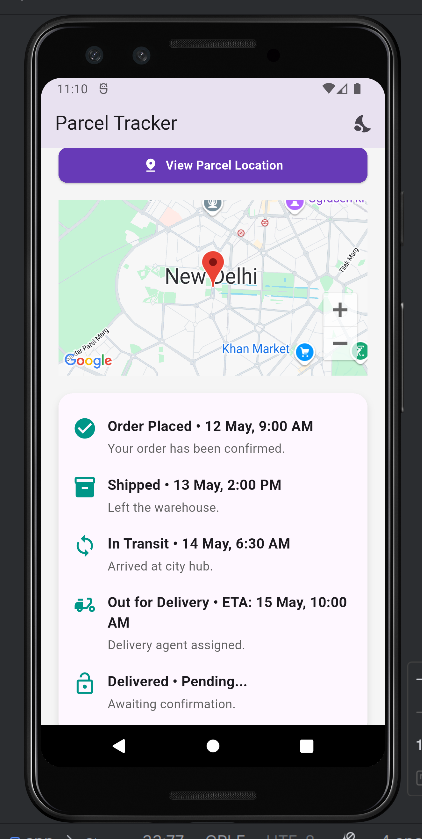 11:10
Parcel Tracker
View Parcel Location
New Delhi
Khan Market
Google
Order Placed • 12 May, 9:00 AM
Your order has been confirmed.
Shipped • 13 May, 2:00 PM
Left the warehouse.
In Transit • 14 May, 6:30 AM
Arrived at city hub.
Out for Delivery • ETA: 15 May, 10:00
AM
Delivery agent assigned.
Delivered • Pending...
Awaiting confirmation.